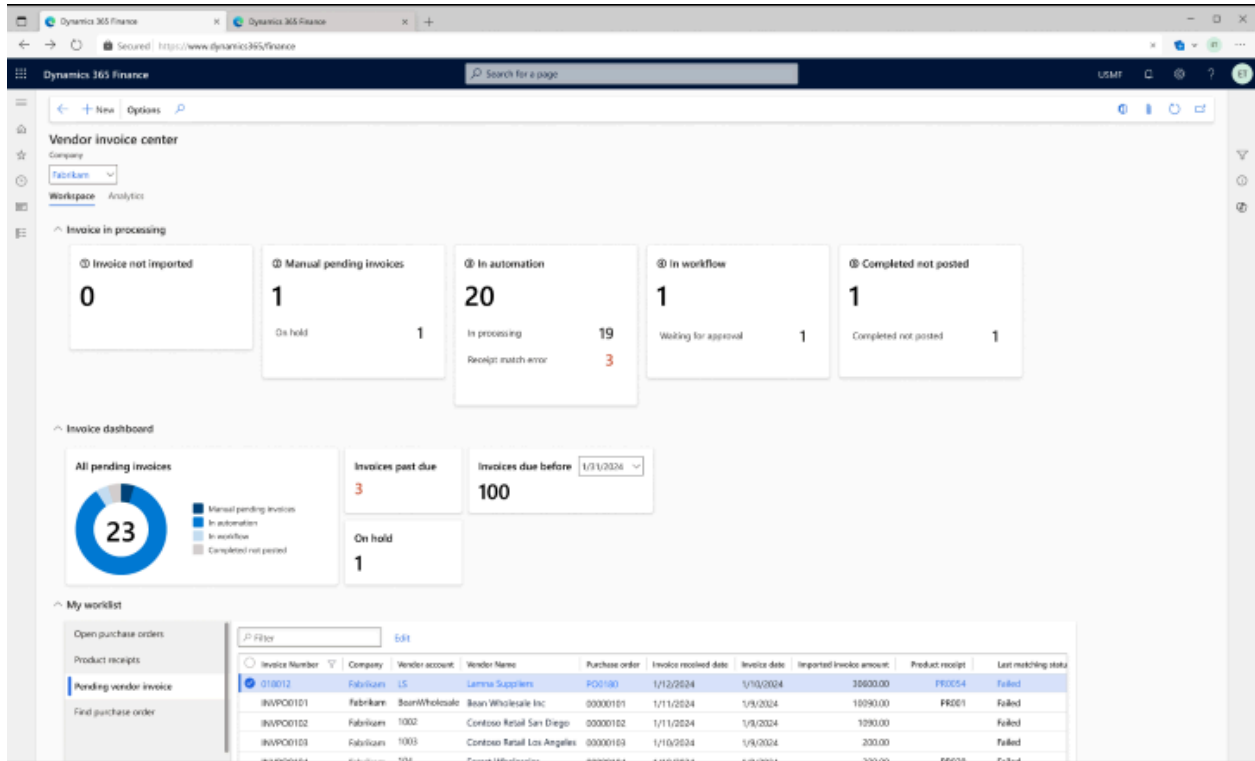 Dynamics 365 Finance
Dynamics 365 Finance
Secured https://www.dynamics365/finance
Dynamics 365 Finance
Search for a page
USMF
?
New Options
Vendor invoice center
Company
Fabrikam
Workspace Analytics
Invoice in processing
① Invoice not imported
0
② Manual pending invoices
1
On hold 1
③ In automation
20
In processing 19
Receipt match error 3
④ In workflow
1
Waiting for approval 1
⑤ Completed not posted
1
Completed not posted 1
Invoice dashboard
All pending invoices
23
Manual pending invoices
In automation
In workflow
Completed not posted
Invoices past due
3
Invoices due before 1/31/2024
100
On hold
1
My worklist
Open purchase orders
Product receipts
Pending vendor invoice
Find purchase order
Filter Edit
Invoice Number Company Vendor account Vendor Name Purchase order Invoice received date Invoice date Imported invoice amount Product receipt Last matching statu
018012 Fabrikam LS Lamna Suppliers PO0180 1/12/2024 1/10/2024 30600.00 PR0054 Failed
INVPO0101 Fabrikam BeanWholesale Bean Wholesale Inc 00000101 1/11/2024 1/9/2024 10090.00 PR001 Failed
INVPO0102 Fabrikam 1002 Contoso Retail San Diego 00000102 1/11/2024 1/9/2024 1090.00 Failed
INVPO0103 Fabrikam 1003 Contoso Retail Los Angeles 00000103 1/10/2024 1/9/2024 200.00 Failed